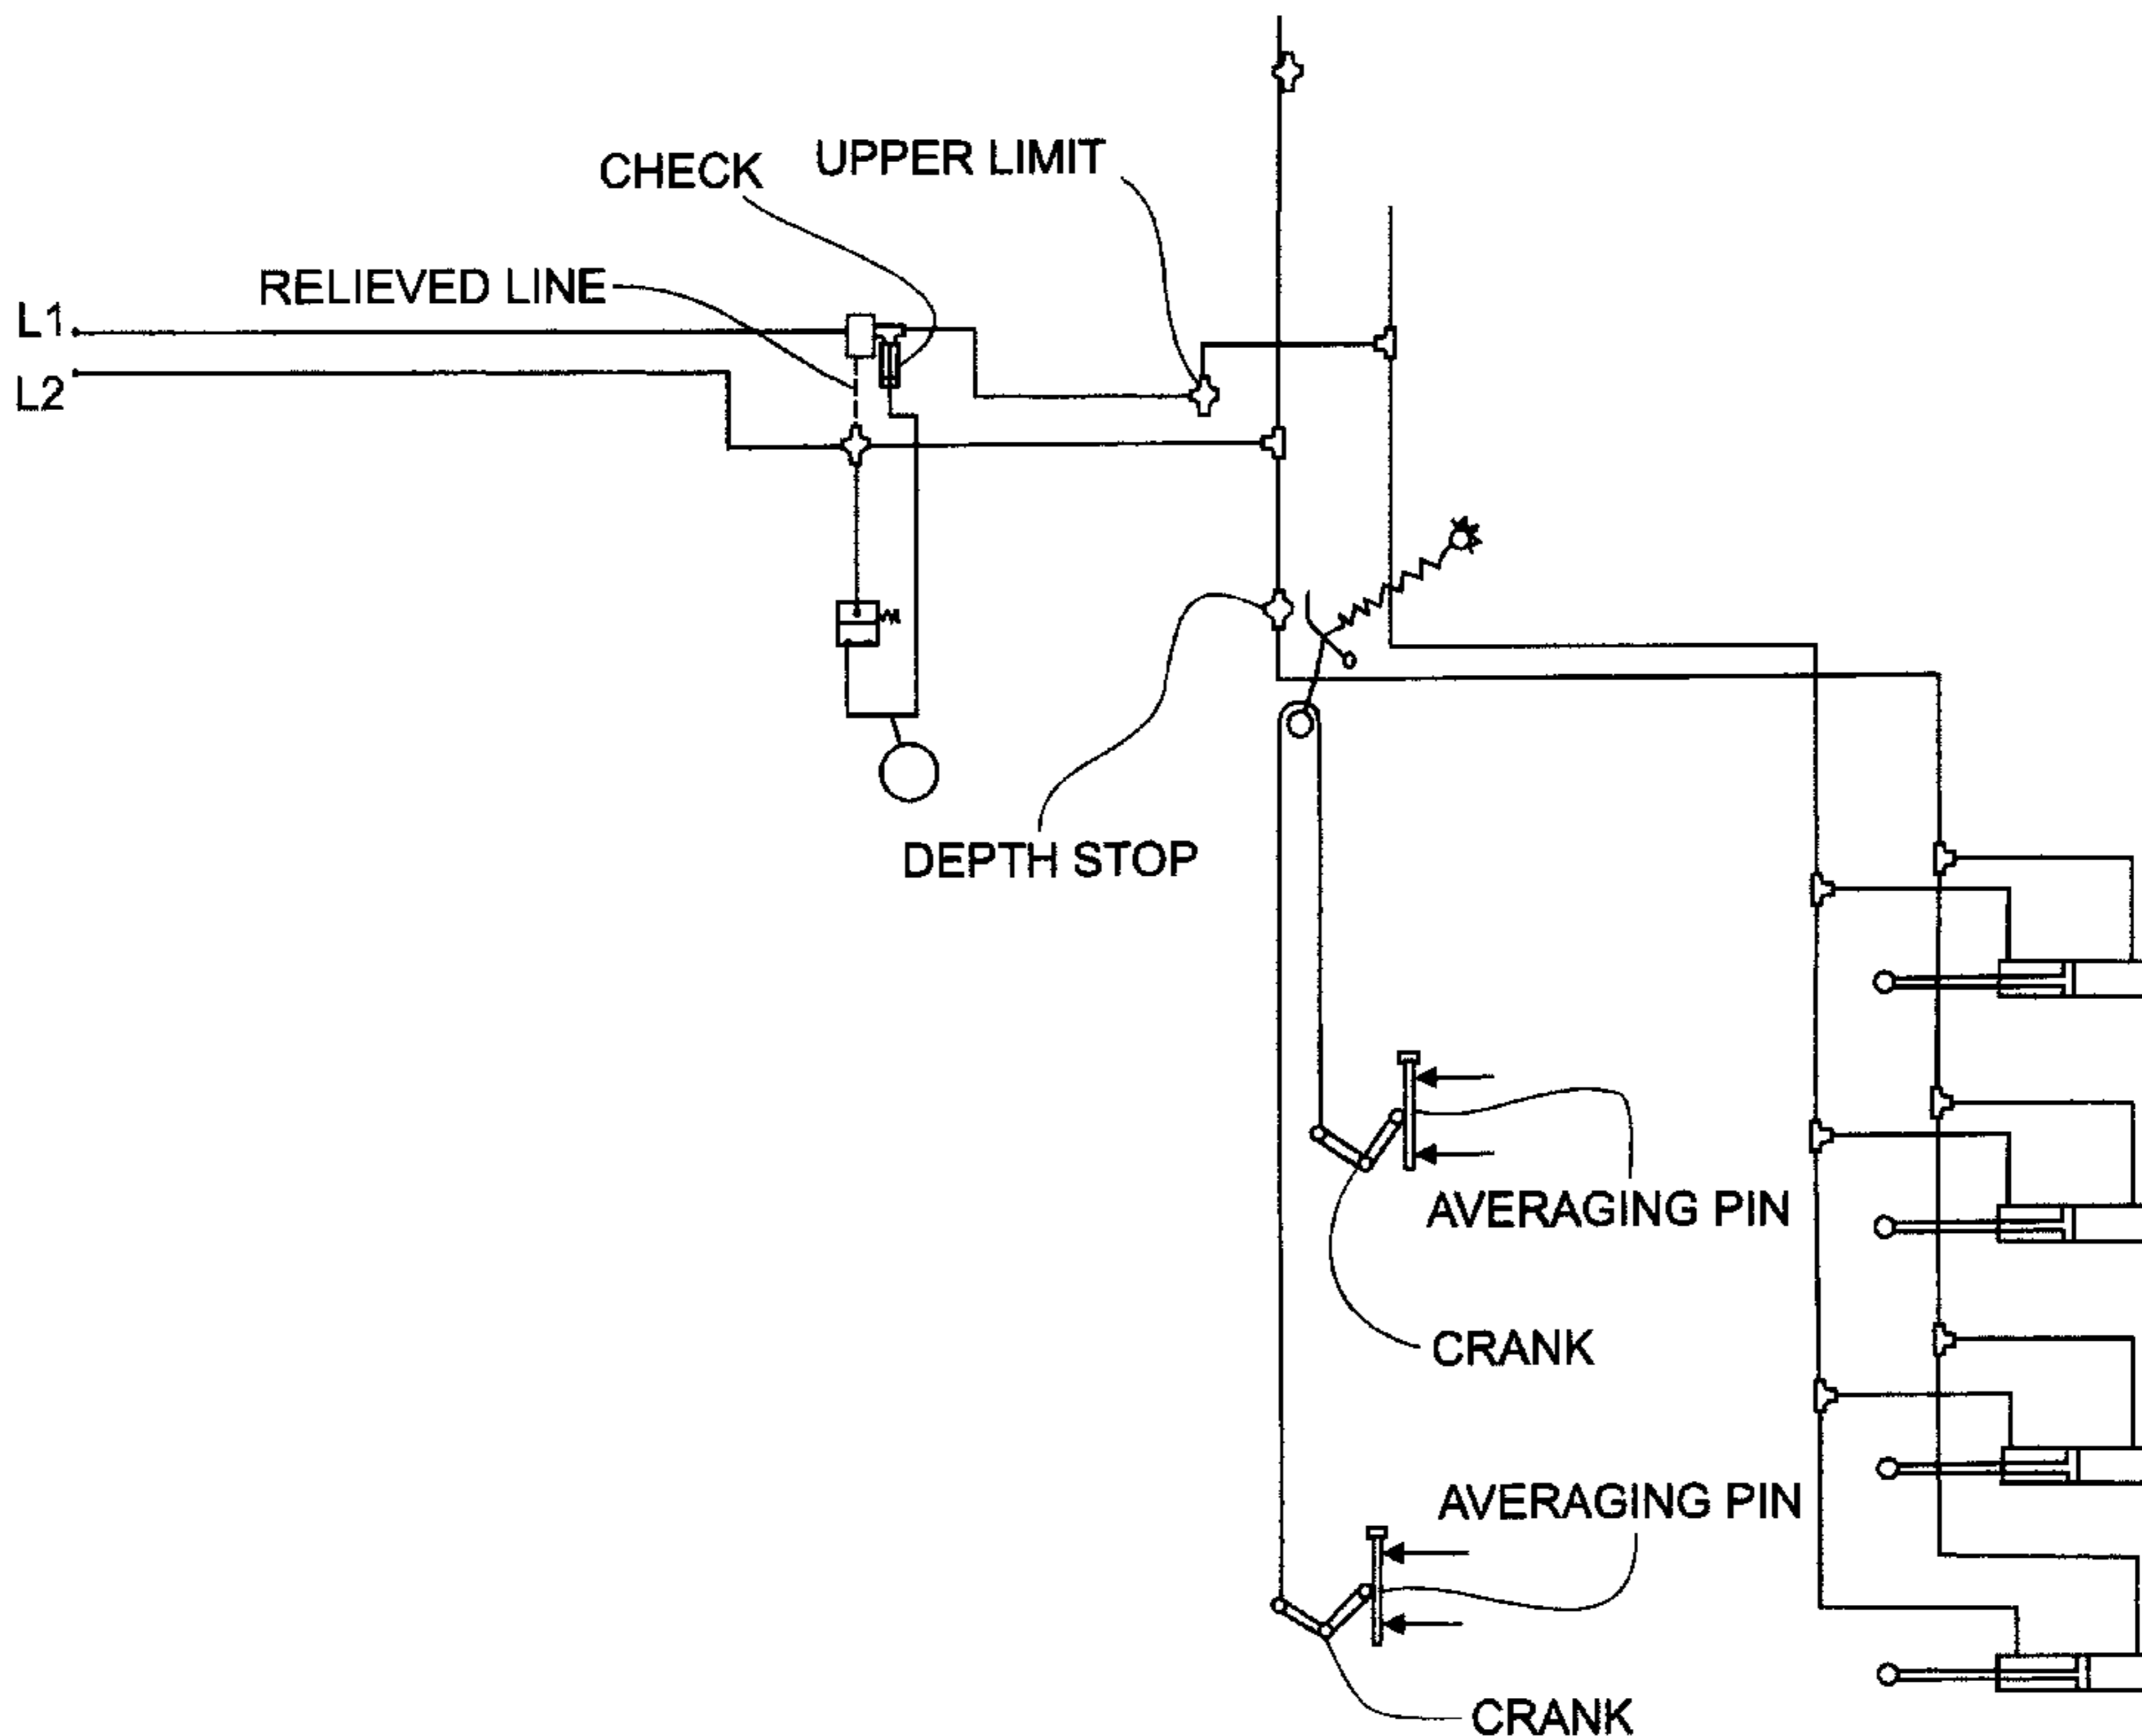 UPPER LIMIT
CHECK
RELIEVED LINE
L1
L2
DEPTH STOP
AVERAGING PIN
CRANK
AVERAGING PIN
CRANK